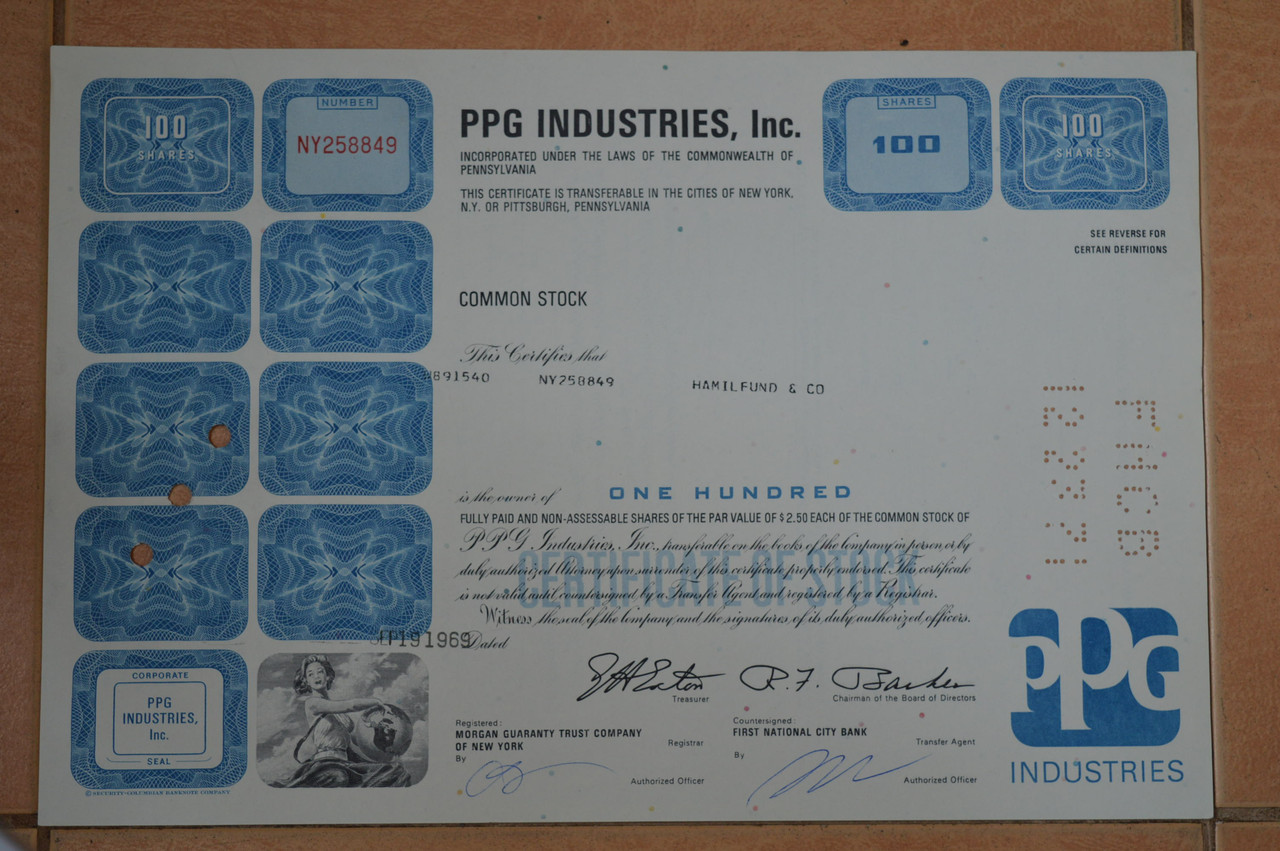 100
SHARES
NUMBER
NY258849
PPG INDUSTRIES, Inc.
INCORPORATED UNDER THE LAWS OF THE COMMONWEALTH OF
PENNSYLVANIA
THIS CERTIFICATE IS TRANSFERABLE IN THE CITIES OF NEW YORK,
N.Y. OR PITTSBURGH, PENNSYLVANIA
SHARES
100
100
SHARES
SEE REVERSE FOR
CERTAIN DEFINITIONS
COMMON STOCK
This Certifies that
891540 NY258849 HAMILFUND & CO
is the owner of ONE HUNDRED
FULLY PAID AND NON-ASSESSABLE SHARES OF THE PAR VALUE OF $2.50 EACH OF THE COMMON STOCK OF
PPG Industries, Inc., transferable on the books of the Company in person or by
duly authorized Attorney upon surrender of this certificate properly endorsed. This certificate
is not valid until countersigned by a Transfer Agent and registered by a Registrar.
Witness the seal of the Company and the signatures of its duly authorized officers.
CERTIFICATE OF STOCK
191969 Dated
R. F. Barker
Treasurer
Chairman of the Board of Directors
Registered:
MORGAN GUARANTY TRUST COMPANY
OF NEW YORK
Registrar
By
Authorized Officer
Countersigned:
FIRST NATIONAL CITY BANK
Transfer Agent
By
Authorized Officer
CORPORATE
PPG
INDUSTRIES,
Inc.
SEAL
© SECURITY-COLUMBIAN BANKNOTE COMPANY
PPG
INDUSTRIES